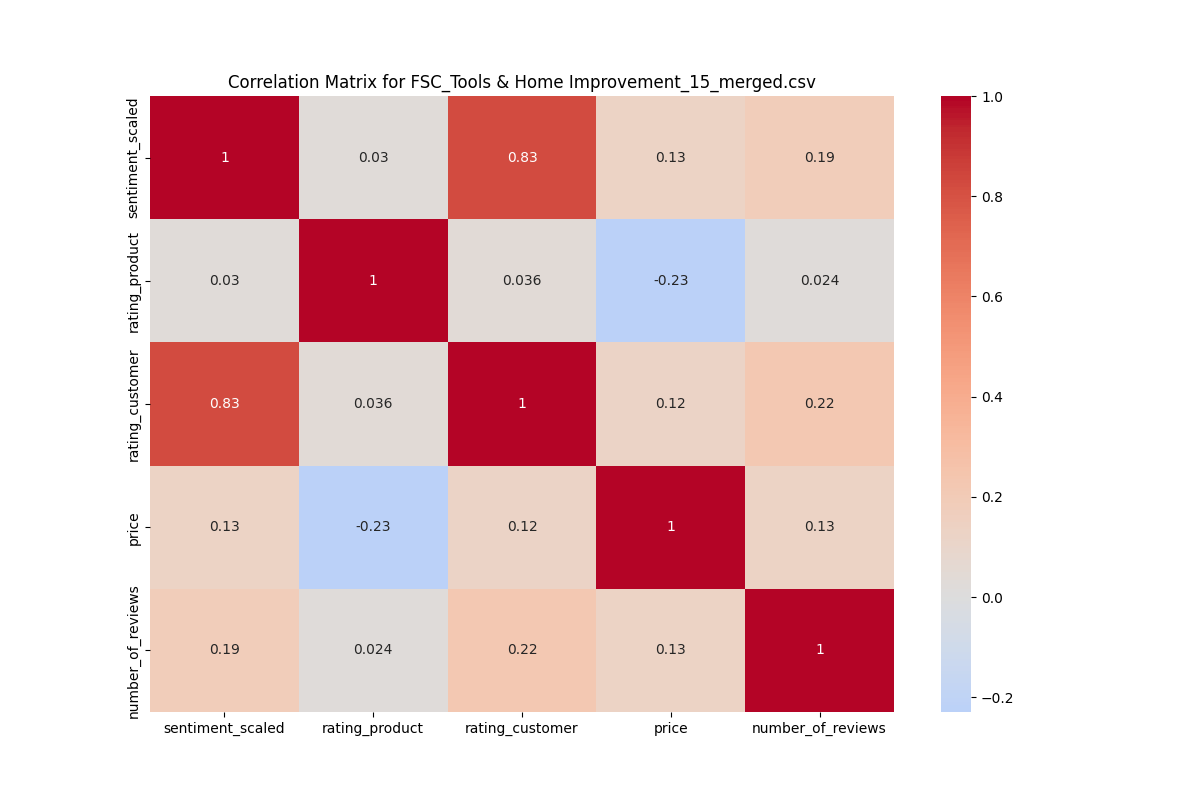 Correlation Matrix for FSC_Tools & Home Improvement_15_merged.csv
sentiment_scaled 1 0.03 0.83 0.13 0.19
rating_product 0.03 1 0.036 -0.23 0.024
rating_customer 0.83 0.036 1 0.12 0.22
price 0.13 -0.23 0.12 1 0.13
number_of_reviews 0.19 0.024 0.22 0.13 1
sentiment_scaled rating_product rating_customer price number_of_reviews
1.0
0.8
0.6
0.4
0.2
0.0
−0.2